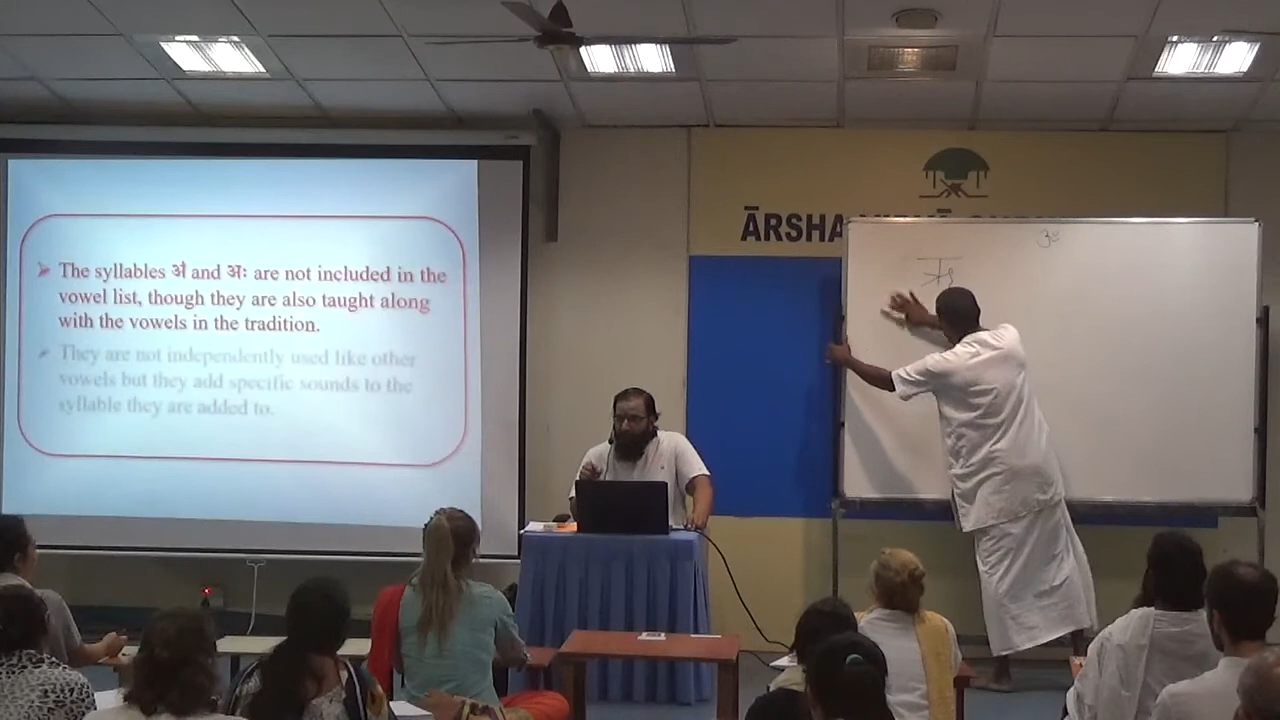 ➤ The syllables अं and अः are not included in the
vowel list, though they are also taught along
with the vowels in the tradition.
➤ They are not independently used like other
vowels but they add specific sounds to the
syllable they are added to.
ĀRSHA